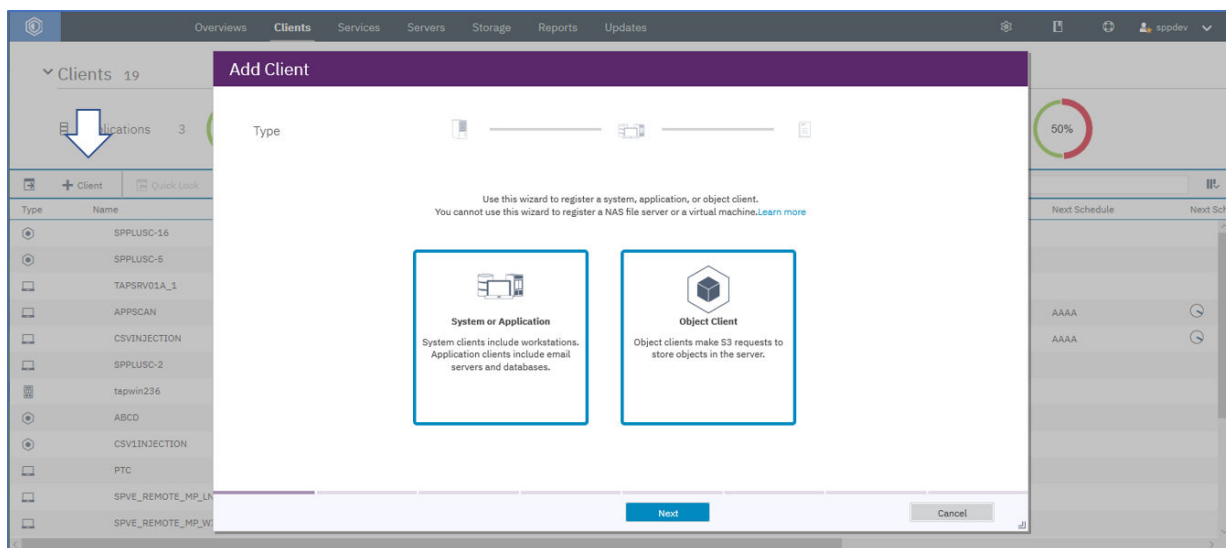 Overviews Clients Services Servers Storage Reports Updates sppdev
Clients 19
Add Client
3
Type
50%
Client Quick Look
Use this wizard to register a system, application, or object client.
You cannot use this wizard to register a NAS file server or a virtual machine.Learn more
Type Name Next Schedule
SPPLUSC-16
SPPLUSC-5
TAPSRV01A_1
APPSCAN AAAA
CSVINJECTION AAAA
SPPLUSC-2
tapwin236
ABCD
CSV1INJECTION
PTC
System or Application
System clients include workstations.
Application clients include email
servers and databases.
Object Client
Object clients make S3 requests to
store objects in the server.
Next Cancel